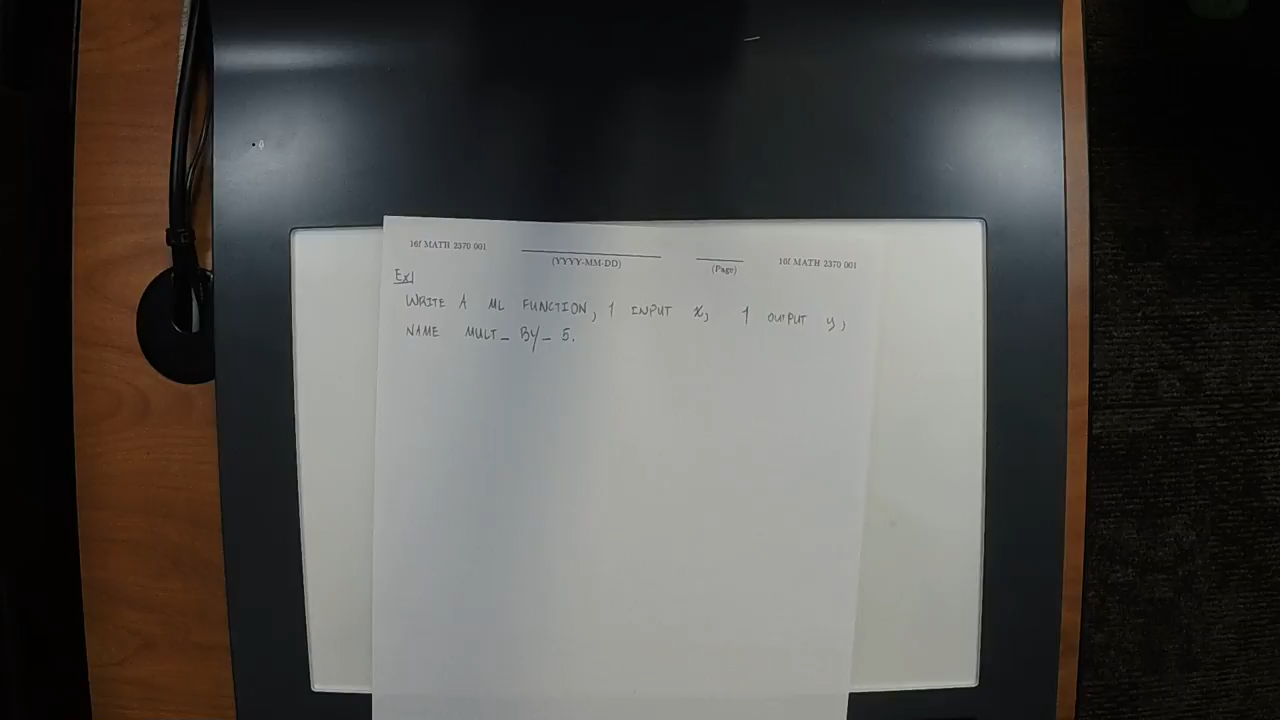 16f MATH 2370 001
(YYYY-MM-DD)
(Page)
16f MATH 2370 001
Ex1
WRITE A ML FUNCTION, 1 INPUT x, 1 OUTPUT y,
NAME MULT_BY_5.